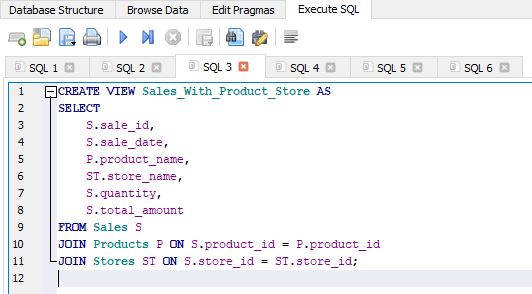 Database Structure Browse Data Edit Pragmas Execute SQL
SQL 1 SQL 2 SQL 3 SQL 4 SQL 5 SQL 6
1 CREATE VIEW Sales_With_Product_Store AS
2 SELECT
3 S.sale_id,
4 S.sale_date,
5 P.product_name,
6 ST.store_name,
7 S.quantity,
8 S.total_amount
9 FROM Sales S
10 JOIN Products P ON S.product_id = P.product_id
11 JOIN Stores ST ON S.store_id = ST.store_id;
12